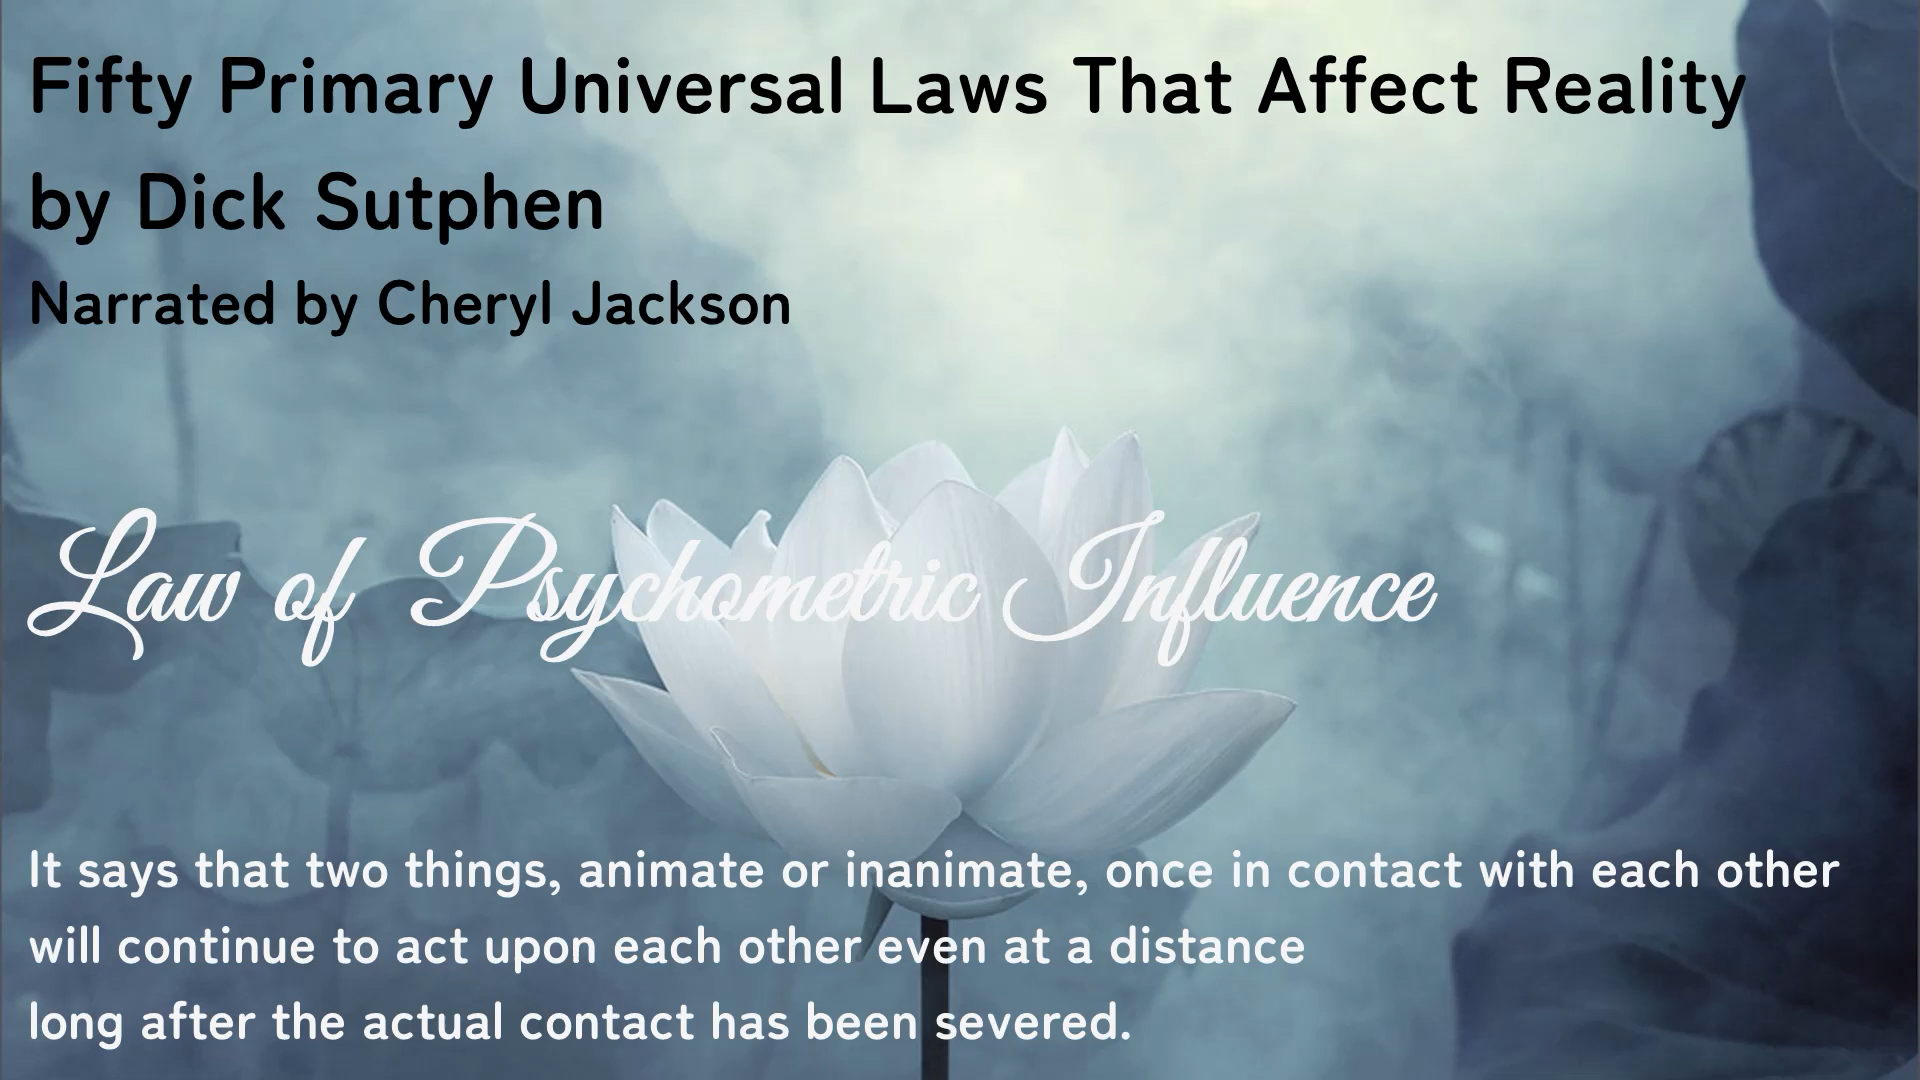 Fifty Primary Universal Laws That Affect Reality
by Dick Sutphen
Narrated by Cheryl Jackson
Law of Psychometric Influence
It says that two things, animate or inanimate, once in contact with each other
will continue to act upon each other even at a distance
long after the actual contact has been severed.